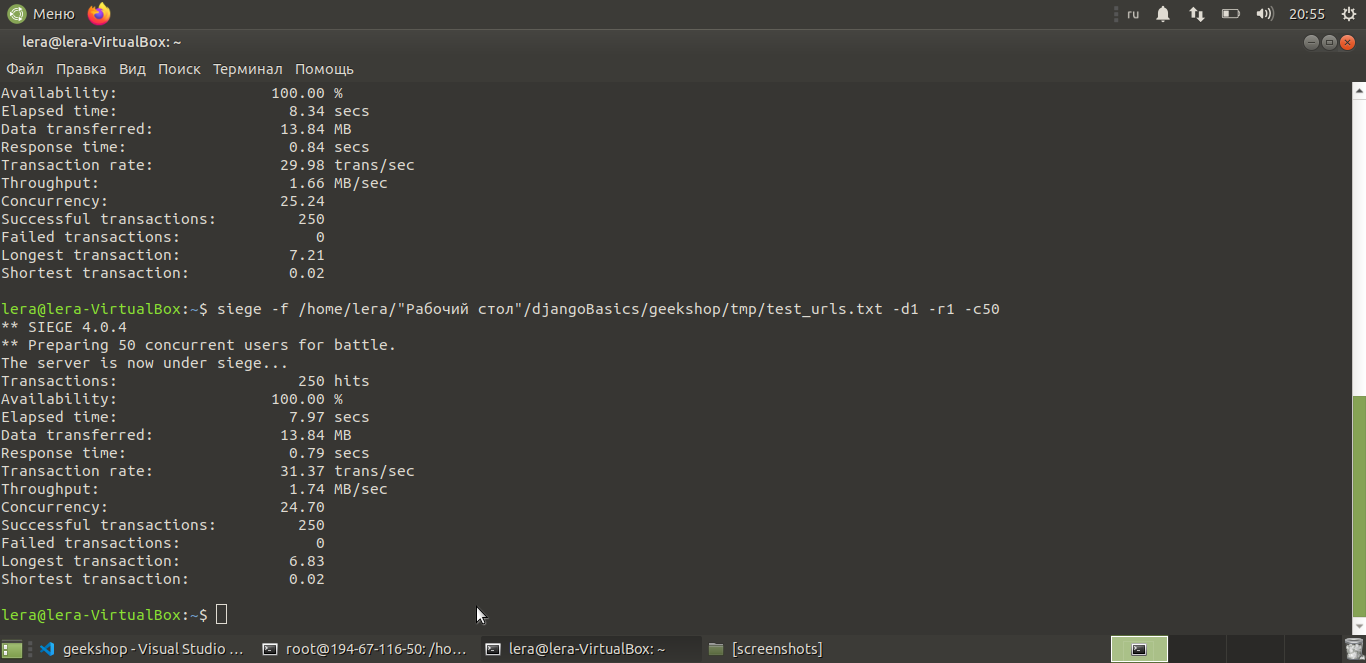 Меню
ru
20:55
lera@lera-VirtualBox: ~
Файл Правка Вид Поиск Терминал Помощь
Availability: 100.00 %
Elapsed time: 8.34 secs
Data transferred: 13.84 MB
Response time: 0.84 secs
Transaction rate: 29.98 trans/sec
Throughput: 1.66 MB/sec
Concurrency: 25.24
Successful transactions: 250
Failed transactions: 0
Longest transaction: 7.21
Shortest transaction: 0.02
lera@lera-VirtualBox:~$ siege -f /home/lera/"Рабочий стол"/djangoBasics/geekshop/tmp/test_urls.txt -d1 -r1 -c50
** SIEGE 4.0.4
** Preparing 50 concurrent users for battle.
The server is now under siege...
Transactions: 250 hits
Availability: 100.00 %
Elapsed time: 7.97 secs
Data transferred: 13.84 MB
Response time: 0.79 secs
Transaction rate: 31.37 trans/sec
Throughput: 1.74 MB/sec
Concurrency: 24.70
Successful transactions: 250
Failed transactions: 0
Longest transaction: 6.83
Shortest transaction: 0.02
lera@lera-VirtualBox:~$
geekshop - Visual Studio ...
root@194-67-116-50: /ho...
lera@lera-VirtualBox: ~
[screenshots]